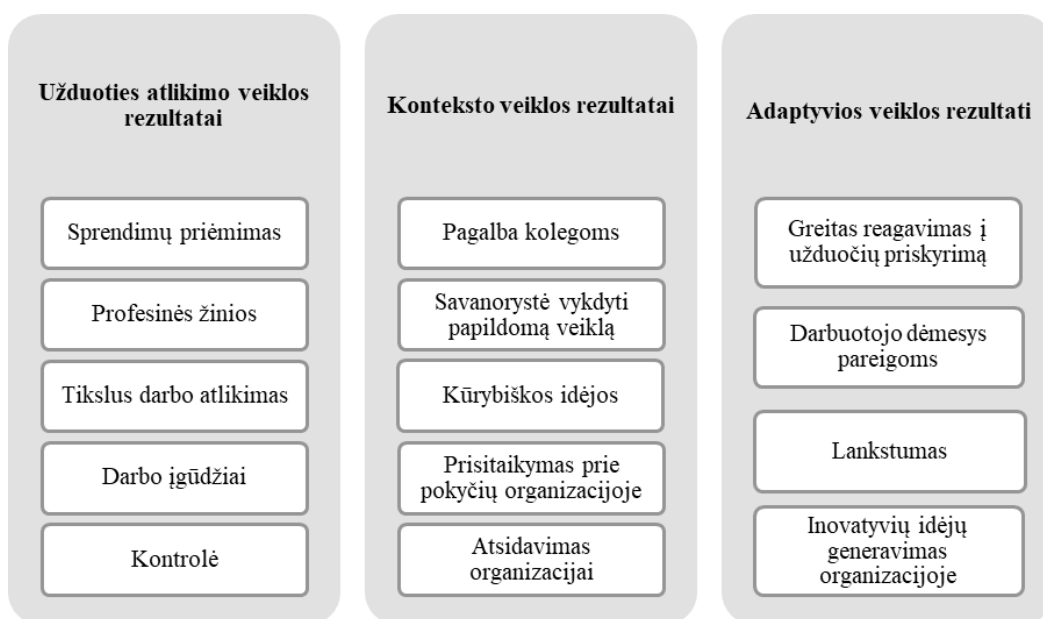 Užduoties atlikimo veiklos
rezultatai
Sprendimų priėmimas
Profesinės žinios
Tikslus darbo atlikimas
Darbo įgūdžiai
Kontrolė
Konteksto veiklos rezultatai
Pagalba kolegoms
Savanorystė vykdyti
papildomą veiklą
Kūrybiškos idėjos
Prisitaikymas prie
pokyčių organizacijoje
Atsidavimas
organizacijai
Adaptyvios veiklos rezultati
Greitas reagavimas į
užduočių priskyrimą
Darbuotojo dėmesys
pareigoms
Lankstumas
Inovatyvių idėjų
generavimas
organizacijoje